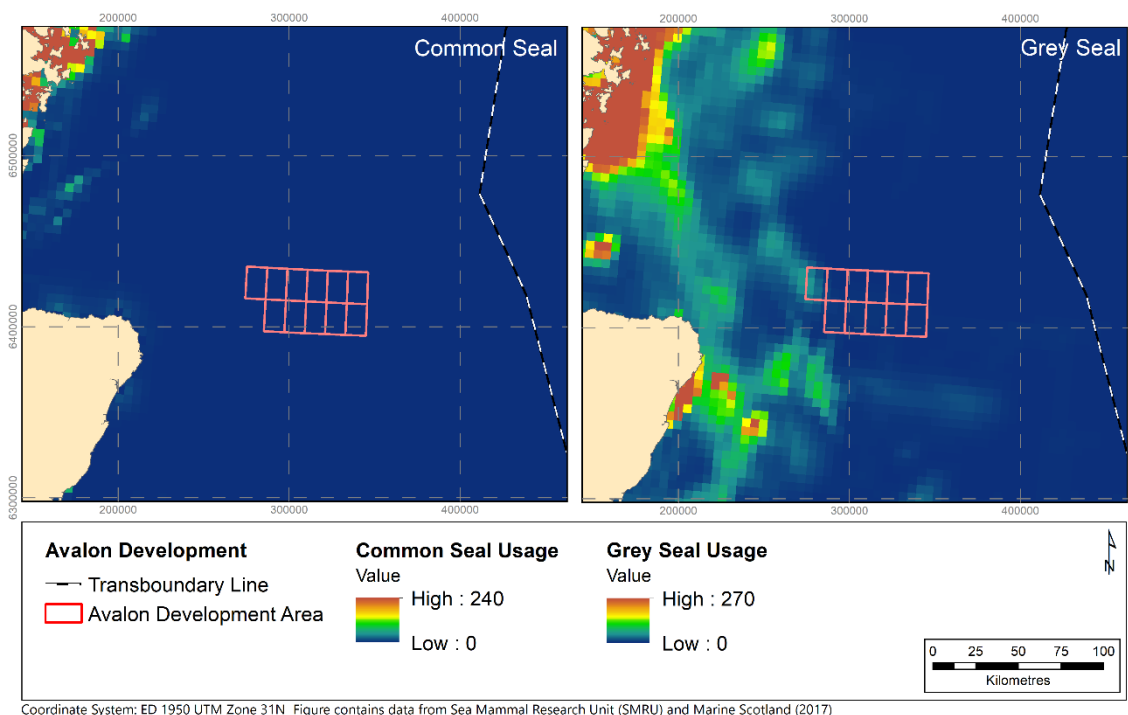 200000 300000 400000 200000 300000 400000
Common Seal Grey Seal
6500000
6400000
6300000
200000 300000 400000 200000 300000 400000
Avalon Development Common Seal Usage Grey Seal Usage
Transboundary Line Value Value
Avalon Development Area High : 240 High : 270
Low : 0 Low : 0
N
0 25 50 75 100
Kilometres
Coordinate System: ED 1950 UTM Zone 31N Figure contains data from Sea Mammal Research Unit (SMRU) and Marine Scotland (2017)